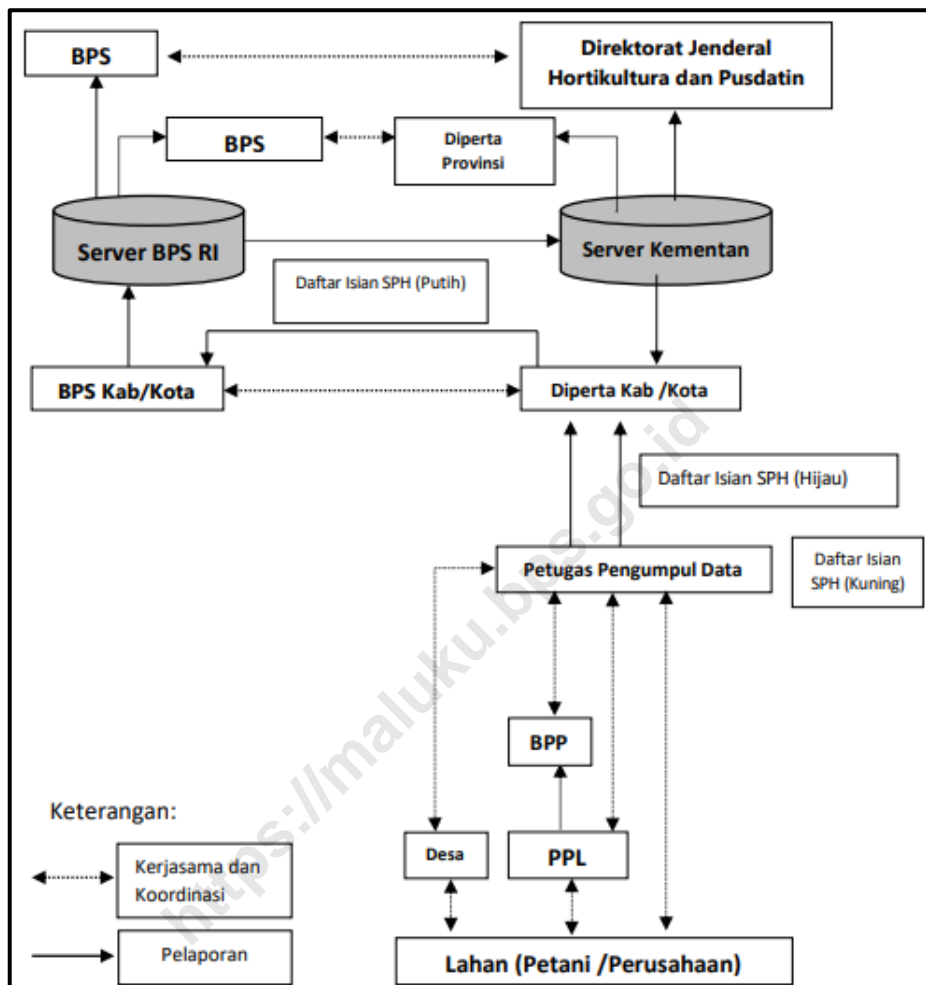 BPS
Direktorat Jenderal
Hortikultura dan Pusdatin
BPS
Diperta
Provinsi
Server BPS RI
Server Kementan
Daftar Isian SPH (Putih)
BPS Kab/Kota
Diperta Kab /Kota
Daftar Isian SPH (Hijau)
Petugas Pengumpul Data
Daftar Isian
SPH (Kuning)
BPP
Keterangan:
Desa
PPL
Kerjasama dan
Koordinasi
Pelaporan
Lahan (Petani /Perusahaan)
https://maluku.bps.go.id